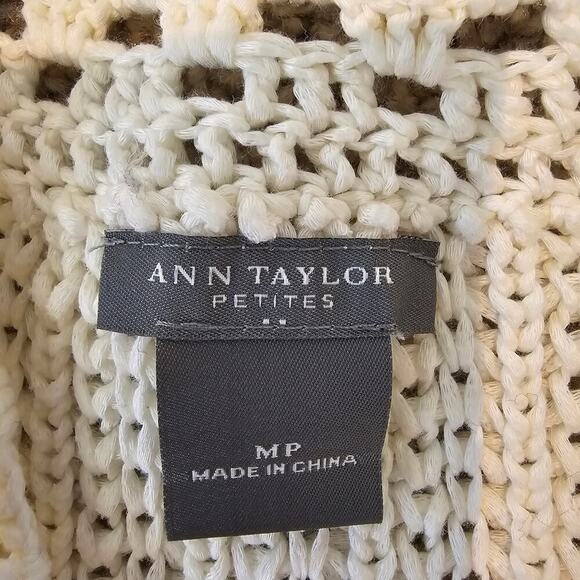 ANN TAYLOR
PETITES
MP
MADE IN CHINA